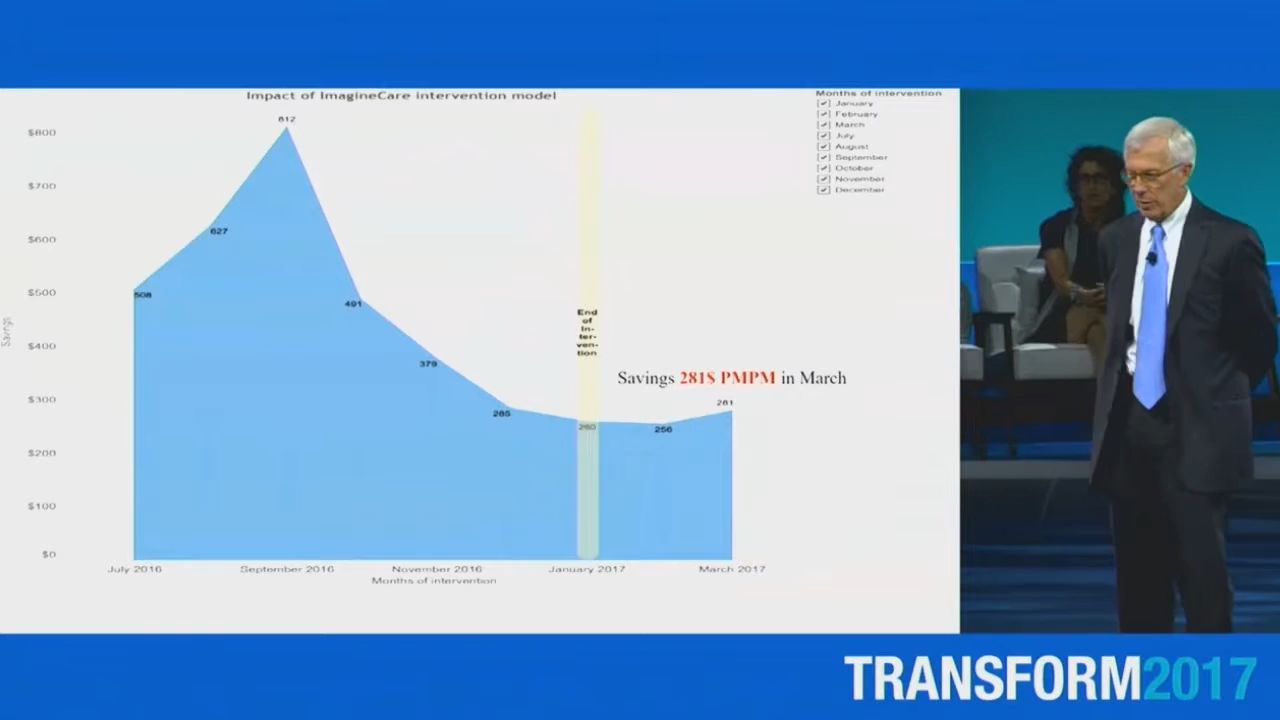 Impact of ImagineCare intervention model
Months of intervention
January
February
March
July
August
September
October
November
December
$800
$700
$600
$500
$400
$300
$200
$100
$0
Savings
508
627
812
491
379
285
260
256
281
End
of
In-
ter-
ven-
tion
Savings 281$ PMPM in March
July 2016
September 2016
November 2016
January 2017
March 2017
Months of intervention
TRANSFORM2017